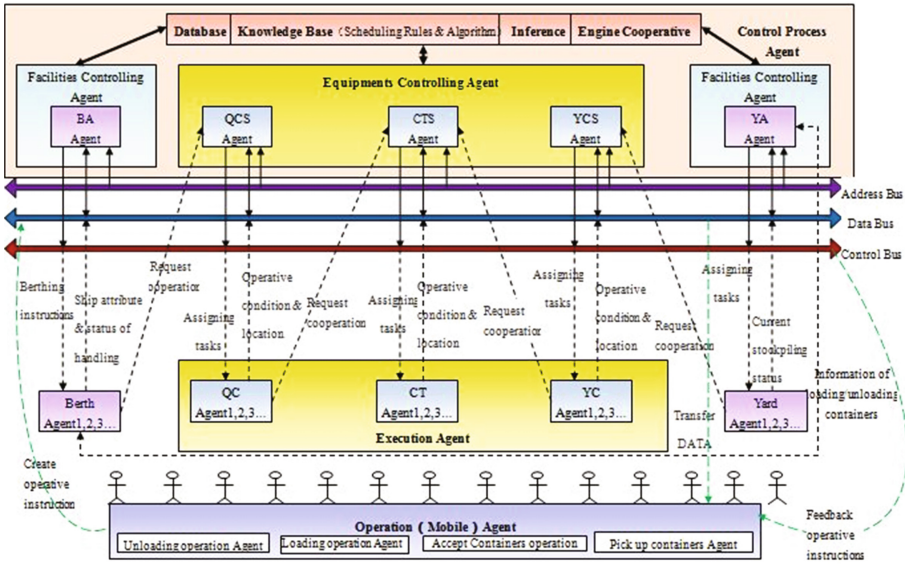 Database Knowledge Base (Scheduling Rules & Algorithm) Inference Engine Cooperative
Control Process
Agent
Facilities Controlling
Agent
BA
Agent
Equipments Controlling Agent
QCS
Agent
CTS
Agent
YCS
Agent
Facilities Controlling
Agent
YA
Agent
Address Bus
Data Bus
Control Bus
Berthing
instructions
Ship attribute
& status of
handling
Request
cooperation
Assigning
tasks
Operative
condition &
location
Request
cooperation
Assigning
tasks
Operative
condition &
location
Request
cooperation
Assigning
tasks
Operative
condition &
location
Request
cooperation
Assigning
tasks
Current
stockpiling
status
Information of
loading/unloading
containers
Berth
Agent1,2,3...
QC
Agent1,2,3...
CT
Agent1,2,3...
YC
Agent1,2,3...
Yard
Agent1,2,3...
Execution Agent
Transfer
DATA
Create
operative
instruction
Feedback
operative
instructions
Operation ( Mobile ) Agent
Unloading operation Agent
Loading operation Agent
Accept Containers operation
Pick up containers Agent